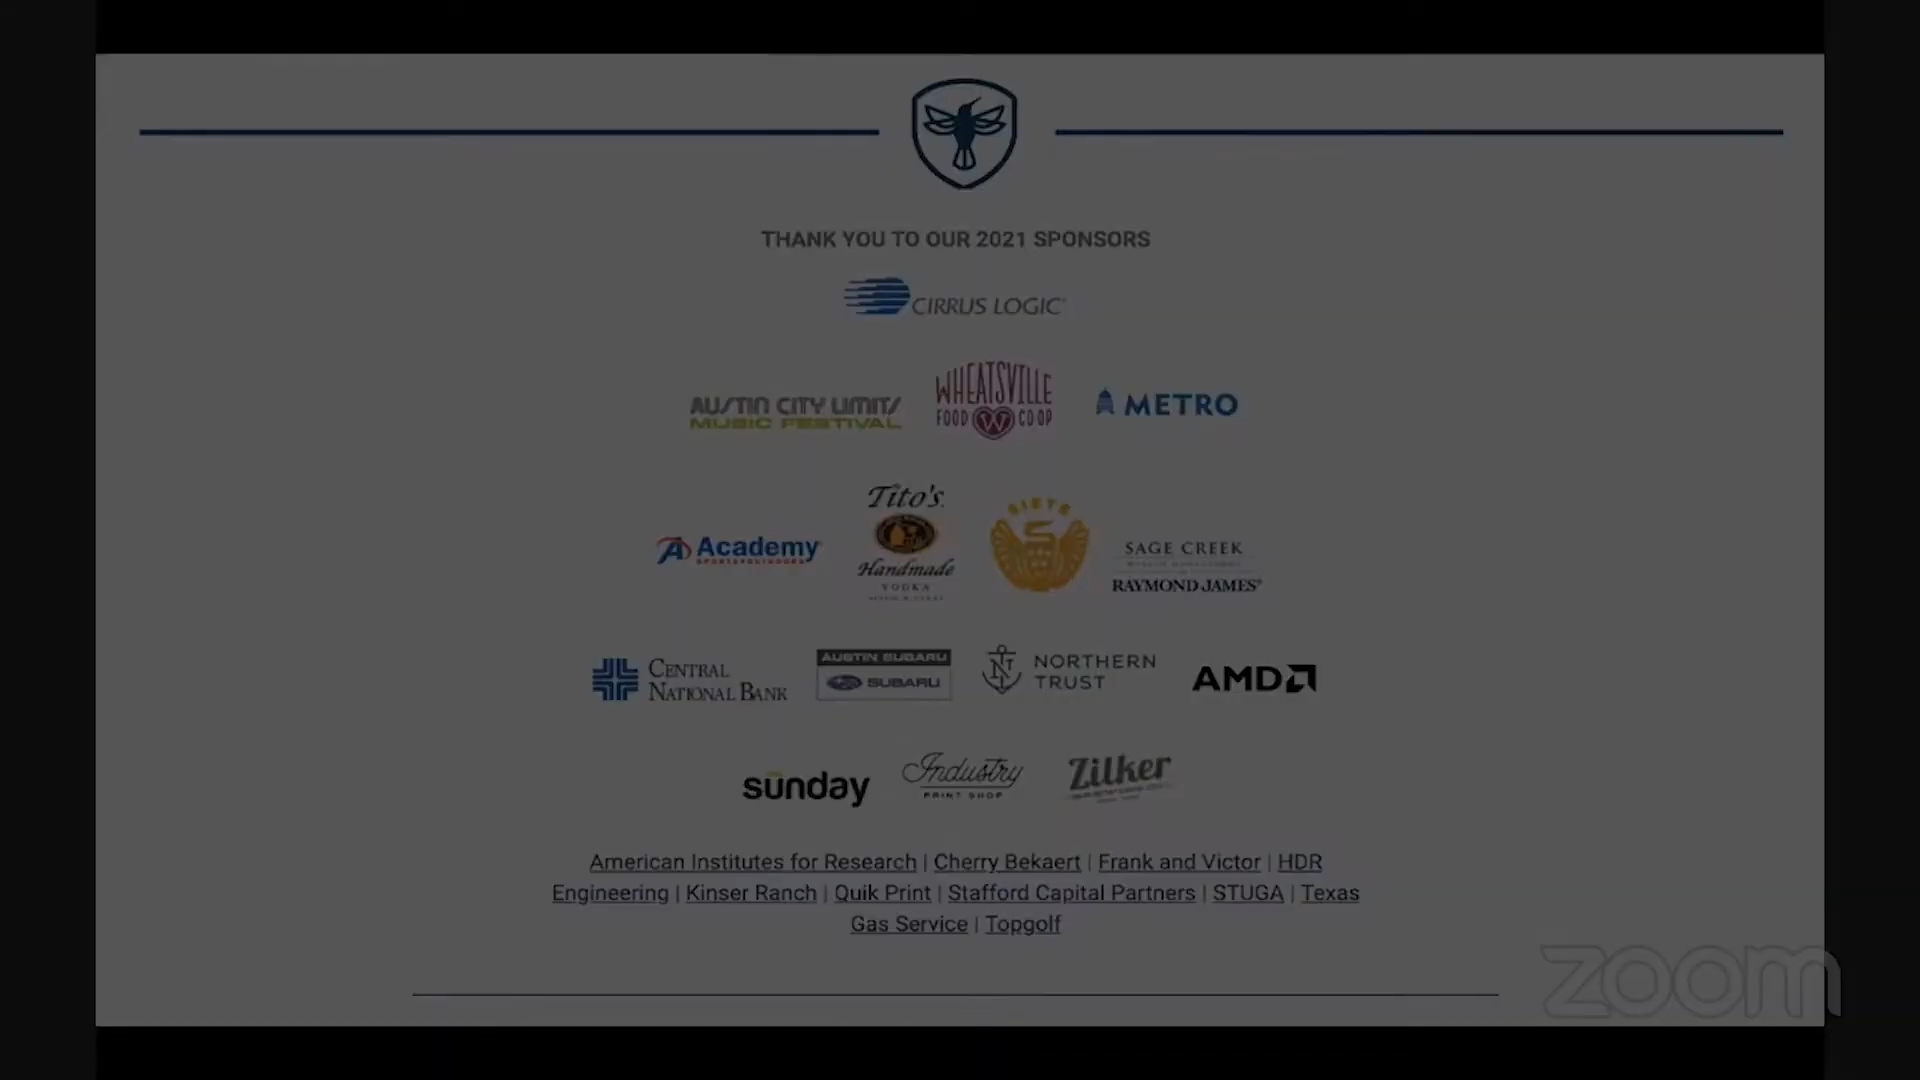 THANK YOU TO OUR 2021 SPONSORS
CIRRUS LOGIC
AUSTIN CITY LIMITS
MUSIC FESTIVAL
WHEATSVILLE
FOOD W CO-OP
METRO
Academy
SPORTS+OUTDOORS
Tito's
Handmade
VODKA
SIETE
SAGE CREEK
RAYMOND JAMES®
CENTRAL
NATIONAL BANK
AUSTIN SUBARU
SUBARU
NORTHERN
TRUST
AMD
sunday
Industry
PRINT SHOP
Zilker
American Institutes for Research | Cherry Bekaert | Frank and Victor | HDR
Engineering | Kinser Ranch | Quik Print | Stafford Capital Partners | STUGA | Texas
Gas Service | Topgolf
zoom